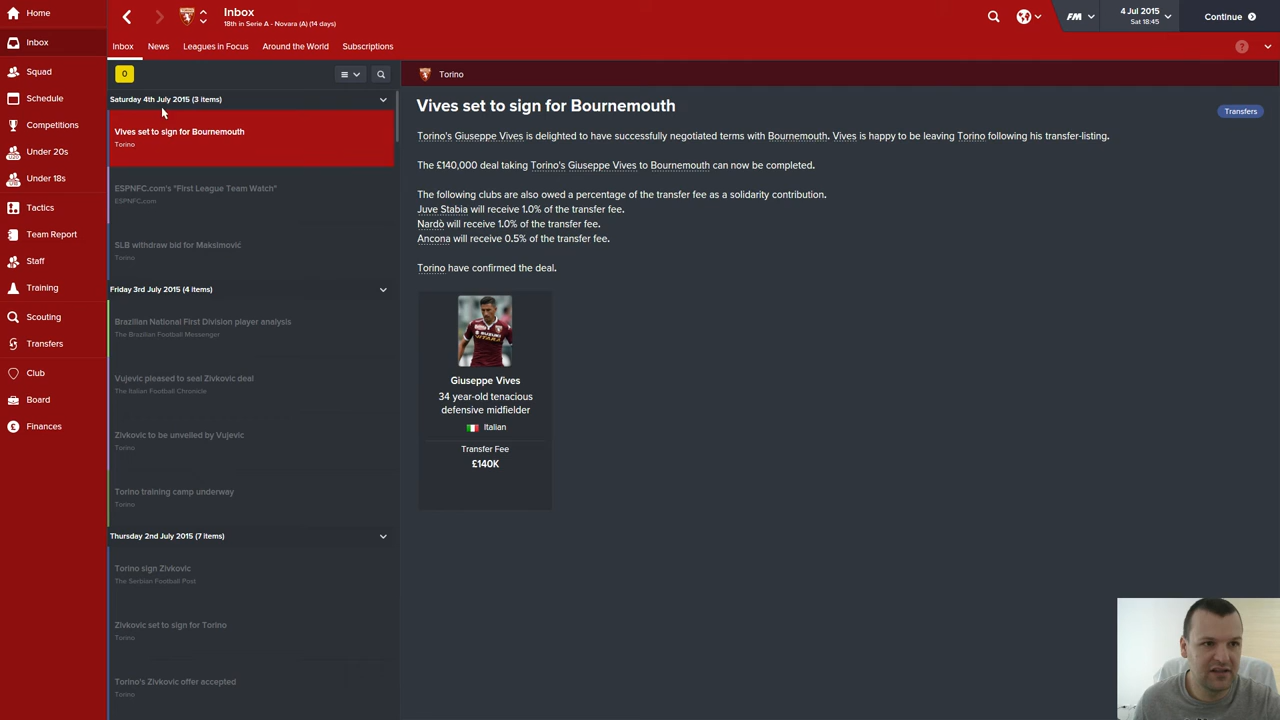 Home
Inbox
Squad
Schedule
Competitions
Under 20s
Under 18s
Tactics
Team Report
Staff
Training
Scouting
Transfers
Club
Board
Finances
Inbox
18th in Serie A - Novara (A) (14 days)
FM
4 Jul 2015
Sat 18:45
Continue
Inbox News Leagues in Focus Around the World Subscriptions
0
Saturday 4th July 2015 (3 items)
Vives set to sign for Bournemouth
Torino
ESPNFC.com's "First League Team Watch"
ESPNFC.com
SLB withdraw bid for Maksimović
Torino
Friday 3rd July 2015 (4 items)
Brazilian National First Division player analysis
The Brazilian Football Messenger
Vujevic pleased to seal Zivkovic deal
The Italian Football Chronicle
Zivkovic to be unveiled by Vujevic
Torino
Torino training camp underway
Torino
Thursday 2nd July 2015 (7 items)
Torino sign Zivkovic
The Serbian Football Post
Zivkovic set to sign for Torino
Torino
Torino's Zivkovic offer accepted
Torino
Torino
Vives set to sign for Bournemouth
Transfers
Torino's Giuseppe Vives is delighted to have successfully negotiated terms with Bournemouth. Vives is happy to be leaving Torino following his transfer-listing.
The £140,000 deal taking Torino's Giuseppe Vives to Bournemouth can now be completed.
The following clubs are also owed a percentage of the transfer fee as a solidarity contribution.
Juve Stabia will receive 1.0% of the transfer fee.
Nardò will receive 1.0% of the transfer fee.
Ancona will receive 0.5% of the transfer fee.
Torino have confirmed the deal.
Giuseppe Vives
34 year-old tenacious
defensive midfielder
Italian
Transfer Fee
£140K